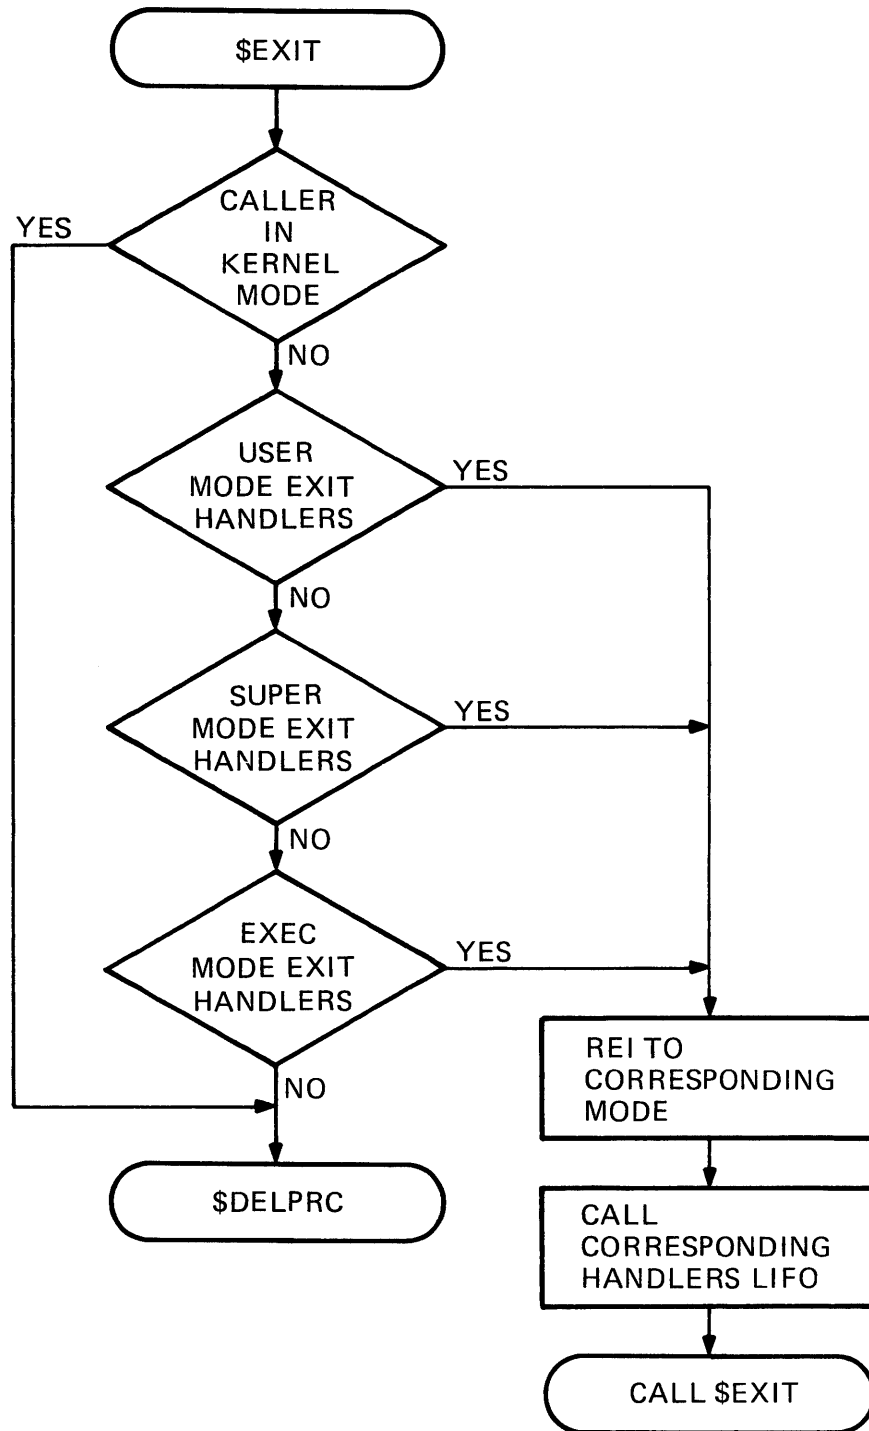 $EXIT
CALLER
IN
KERNEL
MODE
YES
NO
USER
MODE EXIT
HANDLERS
YES
NO
SUPER
MODE EXIT
HANDLERS
YES
NO
EXEC
MODE EXIT
HANDLERS
YES
NO
REI TO
CORRESPONDING
MODE
$DELPRC
CALL
CORRESPONDING
HANDLERS LIFO
CALL $EXIT